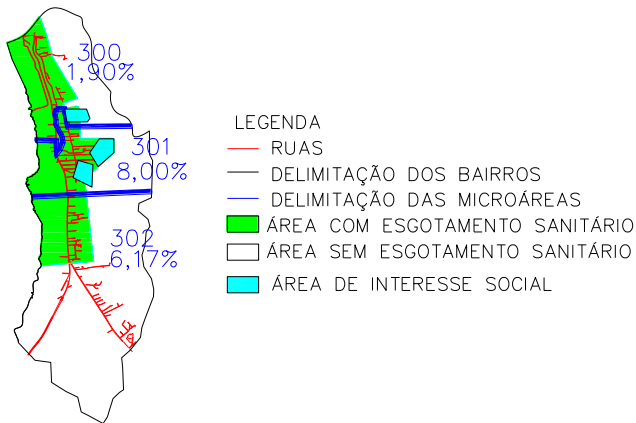 300
1,90%
301
8,00%
302
6,17%
LEGENDA
RUAS
DELIMITAÇÃO DOS BAIRROS
DELIMITAÇÃO DAS MICROÁREAS
ÁREA COM ESGOTAMENTO SANITÁRIO
ÁREA SEM ESGOTAMENTO SANITÁRIO
ÁREA DE INTERESSE SOCIAL